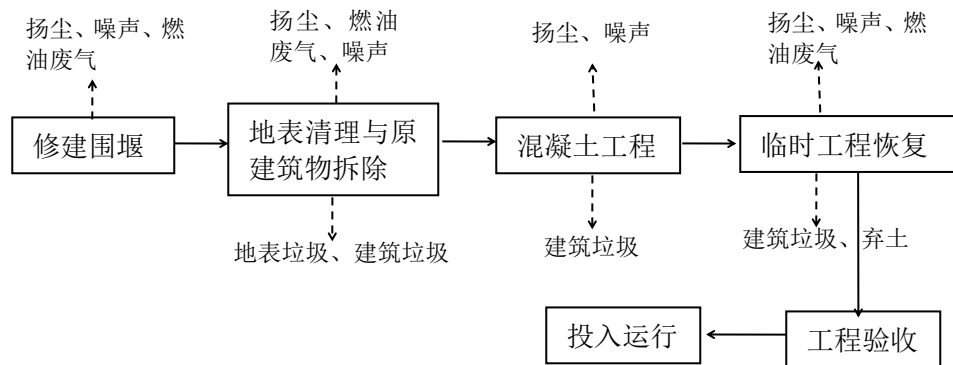 扬尘、噪声、燃
油废气
扬尘、燃油
废气、噪声
扬尘、噪声
扬尘、噪声、燃
油废气
修建围堰
地表清理与原
建筑物拆除
混凝土工程
临时工程恢复
地表垃圾、建筑垃圾
建筑垃圾
建筑垃圾、弃土
投入运行
工程验收